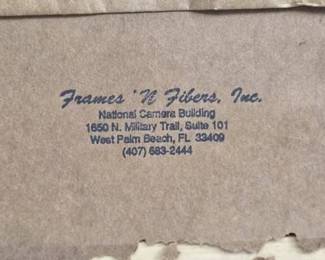 Frames 'N Fibers, Inc.
National Camera Building
1650 N. Military Trail, Suite 101
West Palm Beach, FL 33409
(407) 683-2444